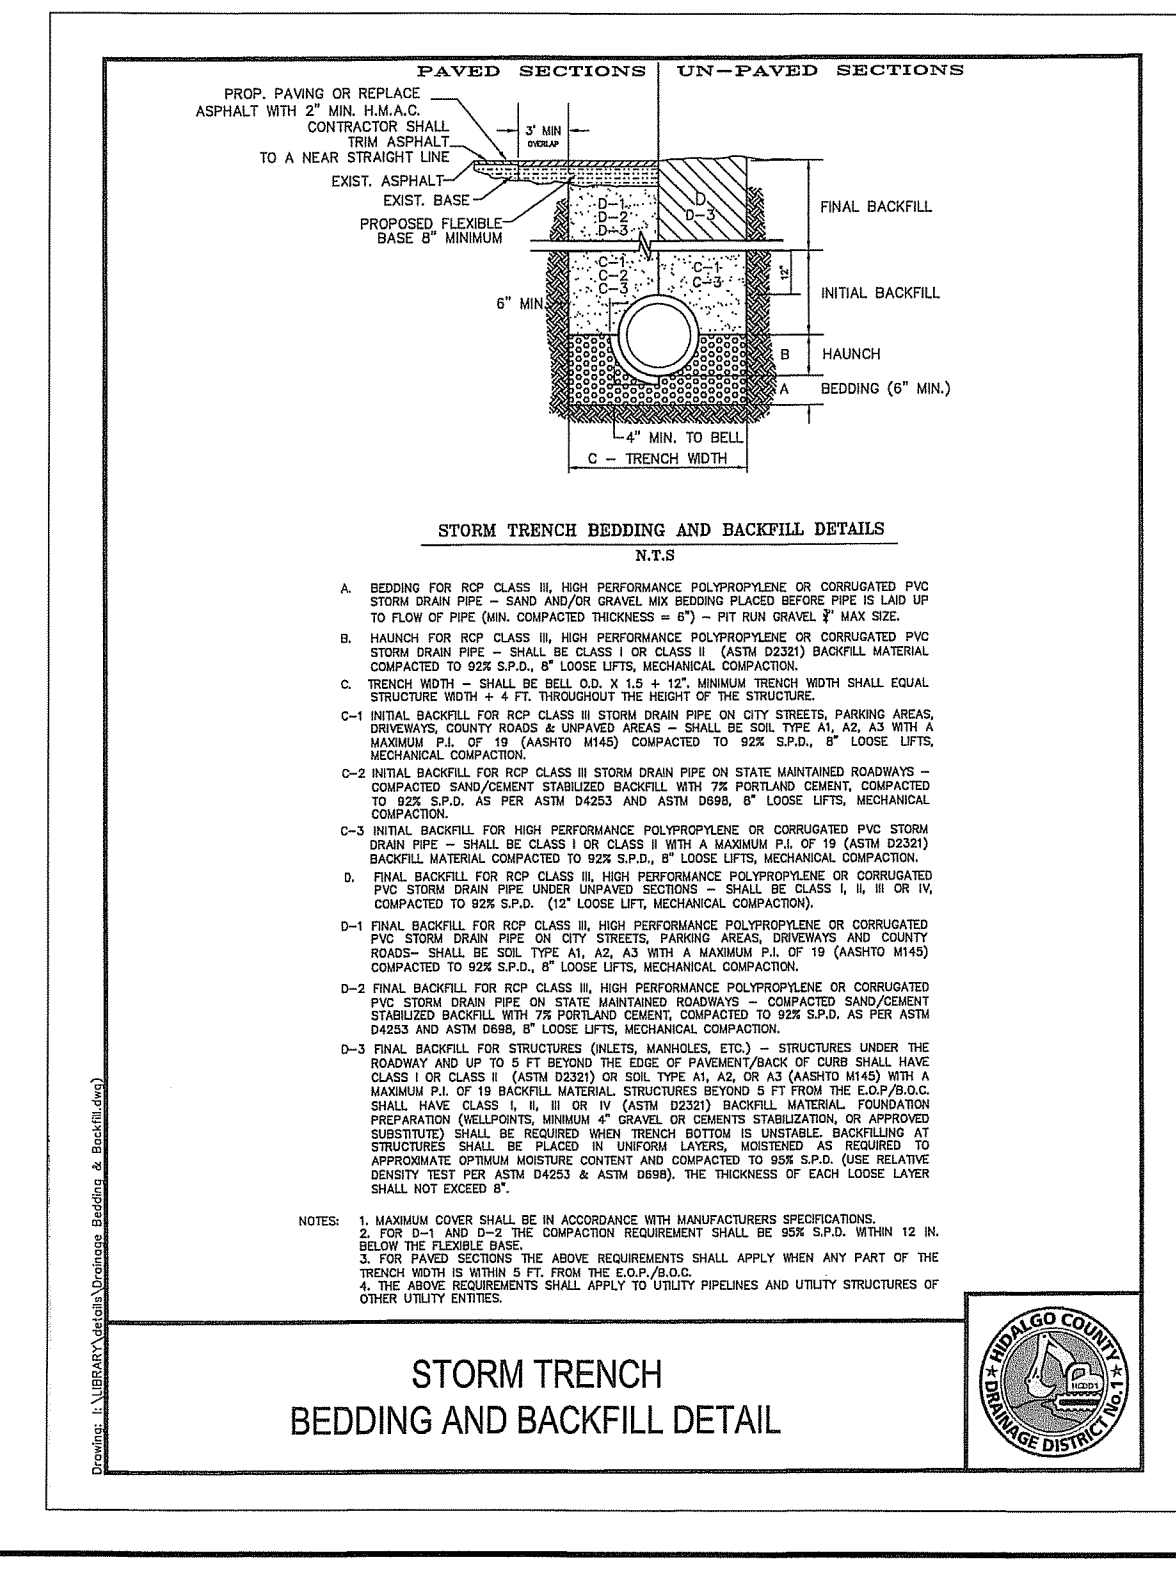 PAVED SECTIONS
UN-PAVED SECTIONS
PROP. PAVING OR REPLACE
ASPHALT WITH 2" MIN. H.M.A.C.
CONTRACTOR SHALL
TRIM ASPHALT
TO A NEAR STRAIGHT LINE
EXIST. ASPHALT
EXIST. BASE
PROPOSED FLEXIBLE
BASE 8" MINIMUM
3' MIN
OVERLAP
D-1
D-2
D-3
D
D-3
FINAL BACKFILL
C-1
C-2
C-3
C-1
C-3
12"
INITIAL BACKFILL
6" MIN.
B HAUNCH
A BEDDING (6" MIN.)
4" MIN. TO BELL
C - TRENCH WIDTH
STORM TRENCH BEDDING AND BACKFILL DETAILS
N.T.S
A. BEDDING FOR RCP CLASS III, HIGH PERFORMANCE POLYPROPYLENE OR CORRUGATED PVC
STORM DRAIN PIPE - SAND AND/OR GRAVEL MIX BEDDING PLACED BEFORE PIPE IS LAID UP
TO FLOW OF PIPE (MIN. COMPACTED THICKNESS = 6") - PIT RUN GRAVEL MAX SIZE.
B. HAUNCH FOR RCP CLASS III, HIGH PERFORMANCE POLYPROPYLENE OR CORRUGATED PVC
STORM DRAIN PIPE - SHALL BE CLASS I OR CLASS II (ASTM D2321) BACKFILL MATERIAL
COMPACTED TO 92% S.P.D., 8" LOOSE LIFTS, MECHANICAL COMPACTION.
C. TRENCH WIDTH - SHALL BE BELL O.D. X 1.5 + 12". MINIMUM TRENCH WIDTH SHALL EQUAL
STRUCTURE WIDTH + 4 FT. THROUGHOUT THE HEIGHT OF THE STRUCTURE.
C-1 INITIAL BACKFILL FOR RCP CLASS III STORM DRAIN PIPE ON CITY STREETS, PARKING AREAS,
DRIVEWAYS, COUNTY ROADS & UNPAVED AREAS - SHALL BE SOIL TYPE A1, A2, A3 WITH A
MAXIMUM P.I. OF 19 (AASHTO M145) COMPACTED TO 92% S.P.D., 8" LOOSE LIFTS,
MECHANICAL COMPACTION.
C-2 INITIAL BACKFILL FOR RCP CLASS III STORM DRAIN PIPE ON STATE MAINTAINED ROADWAYS -
COMPACTED SAND/CEMENT STABILIZED BACKFILL WITH 7% PORTLAND CEMENT, COMPACTED
TO 92% S.P.D. AS PER ASTM D4253 AND ASTM D698, 8" LOOSE LIFTS, MECHANICAL
COMPACTION.
C-3 INITIAL BACKFILL FOR HIGH PERFORMANCE POLYPROPYLENE OR CORRUGATED PVC STORM
DRAIN PIPE - SHALL BE CLASS I OR CLASS II WITH A MAXIMUM P.I. OF 19 (ASTM D2321)
BACKFILL MATERIAL COMPACTED TO 92% S.P.D., 8" LOOSE LIFTS, MECHANICAL COMPACTION.
D. FINAL BACKFILL FOR RCP CLASS III, HIGH PERFORMANCE POLYPROPYLENE OR CORRUGATED
PVC STORM DRAIN PIPE UNDER UNPAVED SECTIONS - SHALL BE CLASS I, II, III OR IV,
COMPACTED TO 92% S.P.D. (12" LOOSE LIFT, MECHANICAL COMPACTION).
D-1 FINAL BACKFILL FOR RCP CLASS III, HIGH PERFORMANCE POLYPROPYLENE OR CORRUGATED
PVC STORM DRAIN PIPE ON CITY STREETS, PARKING AREAS, DRIVEWAYS AND COUNTY
ROADS- SHALL BE SOIL TYPE A1, A2, A3 WITH A MAXIMUM P.I. OF 19 (AASHTO M145)
COMPACTED TO 92% S.P.D., 8" LOOSE LIFTS, MECHANICAL COMPACTION.
D-2 FINAL BACKFILL FOR RCP CLASS III, HIGH PERFORMANCE POLYPROPYLENE OR CORRUGATED
PVC STORM DRAIN PIPE ON STATE MAINTAINED ROADWAYS - COMPACTED SAND/CEMENT
STABILIZED BACKFILL WITH 7% PORTLAND CEMENT, COMPACTED TO 92% S.P.D. AS PER ASTM
D4253 AND ASTM D698, 8" LOOSE LIFTS, MECHANICAL COMPACTION.
D-3 FINAL BACKFILL FOR STRUCTURES (INLETS, MANHOLES, ETC.) - STRUCTURES UNDER THE
ROADWAY AND UP TO 5 FT BEYOND THE EDGE OF PAVEMENT/BACK OF CURB SHALL HAVE
CLASS I OR CLASS II (ASTM D2321) OR SOIL TYPE A1, A2, OR A3 (AASHTO M145) WITH A
MAXIMUM P.I. OF 19 BACKFILL MATERIAL. STRUCTURES BEYOND 5 FT FROM THE E.O.P/B.O.C.
SHALL HAVE CLASS I, II, III OR IV (ASTM D2321) BACKFILL MATERIAL. FOUNDATION
PREPARATION (WELLPOINTS, MINIMUM 4" GRAVEL OR CEMENTS STABILIZATION, OR APPROVED
SUBSTITUTE) SHALL BE REQUIRED WHEN TRENCH BOTTOM IS UNSTABLE. BACKFILLING AT
STRUCTURES SHALL BE PLACED IN UNIFORM LAYERS, MOISTENED AS REQUIRED TO
APPROXIMATE OPTIMUM MOISTURE CONTENT AND COMPACTED TO 95% S.P.D. (USE RELATIVE
DENSITY TEST PER ASTM D4253 & ASTM D698). THE THICKNESS OF EACH LOOSE LAYER
SHALL NOT EXCEED 8".
NOTES: 1. MAXIMUM COVER SHALL BE IN ACCORDANCE WITH MANUFACTURERS SPECIFICATIONS.
2. FOR D-1 AND D-2 THE COMPACTION REQUIREMENT SHALL BE 95% S.P.D. WITHIN 12 IN.
BELOW THE FLEXIBLE BASE.
3. FOR PAVED SECTIONS THE ABOVE REQUIREMENTS SHALL APPLY WHEN ANY PART OF THE
TRENCH WIDTH IS WITHIN 5 FT. FROM THE E.O.P./B.O.C.
4. THE ABOVE REQUIREMENTS SHALL APPLY TO UTILITY PIPELINES AND UTILITY STRUCTURES OF
OTHER UTILITY ENTITIES.
Drawing: I:\LIBRARY\details\Drainage Bedding & Backfill.dwg)
STORM TRENCH
BEDDING AND BACKFILL DETAIL
HIDALGO COUNTY
HCDD1
DRAINAGE DISTRICT No.1